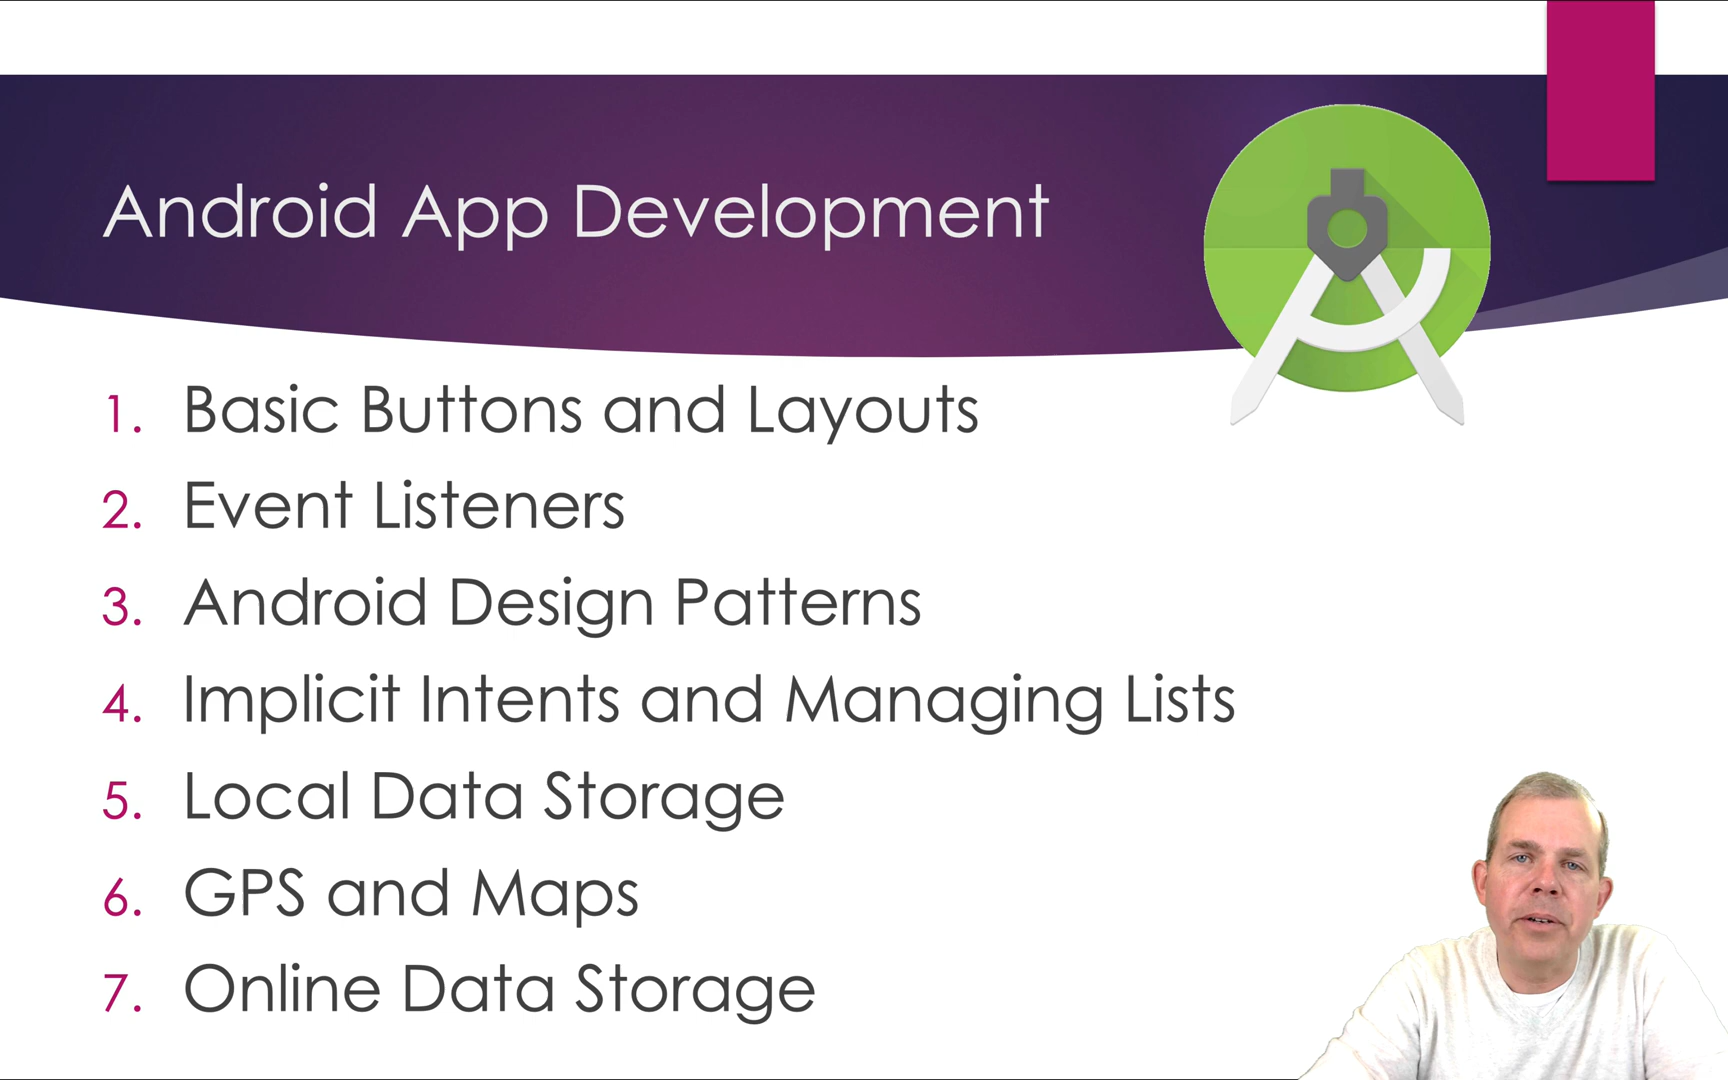 Android App Development
1. Basic Buttons and Layouts
2. Event Listeners
3. Android Design Patterns
4. Implicit Intents and Managing Lists
5. Local Data Storage
6. GPS and Maps
7. Online Data Storage